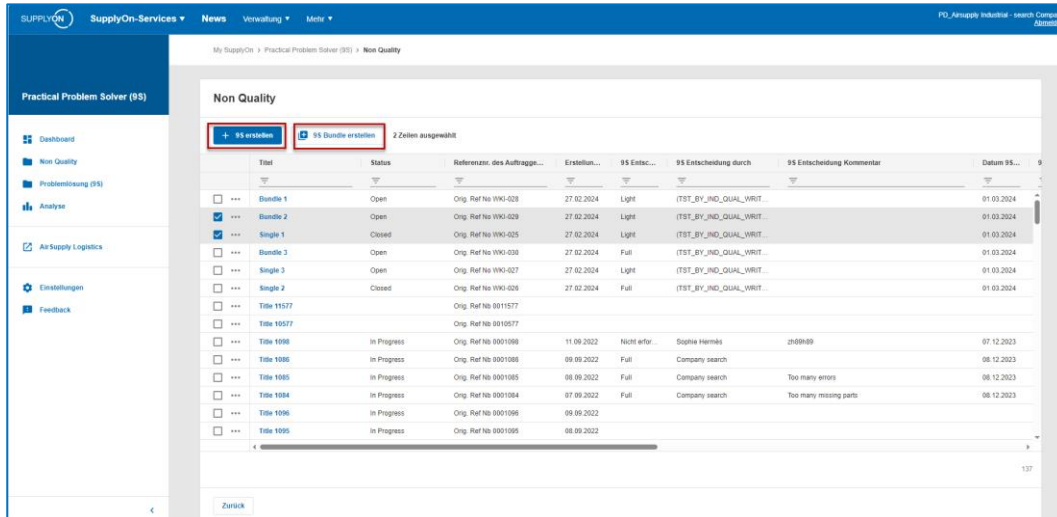 SUPPLYON SupplyOn-Services News Verwaltung Mehr PD_Airsupply Industrial - search Compa
Abmeld
My SupplyOn > Practical Problem Solver (9S) > Non Quality
Practical Problem Solver (9S)
Dashboard
Non Quality
Problemlösung (9S)
Analyse
AirSupply Logistics
Einstellungen
Feedback
Non Quality
+ 9S erstellen 9S Bundle erstellen 2 Zeilen ausgewählt
Titel Status Referenznr. des Auftragge... Erstellun... 9S Entsc... 9S Entscheidung durch 9S Entscheidung Kommentar Datum 9S... 9
Bundle 1 Open Orig. Ref No WKI-028 27.02.2024 Light (TST_BY_IND_QUAL_WRIT... 01.03.2024
Bundle 2 Open Orig. Ref No WKI-029 27.02.2024 Light (TST_BY_IND_QUAL_WRIT... 01.03.2024
Single 1 Closed Orig. Ref No WKI-025 27.02.2024 Light (TST_BY_IND_QUAL_WRIT... 01.03.2024
Bundle 3 Open Orig. Ref No WKI-030 27.02.2024 Full (TST_BY_IND_QUAL_WRIT... 01.03.2024
Single 3 Open Orig. Ref No WKI-027 27.02.2024 Light (TST_BY_IND_QUAL_WRIT... 01.03.2024
Single 2 Closed Orig. Ref No WKI-026 27.02.2024 Full (TST_BY_IND_QUAL_WRIT... 01.03.2024
Title 11577 Orig. Ref Nb 0011577
Title 10577 Orig. Ref Nb 0010577
Title 1098 In Progress Orig. Ref Nb 0001098 11.09.2022 Nicht erfor... Sophie Hermès zh89h89 07.12.2023
Title 1086 In Progress Orig. Ref Nb 0001086 09.09.2022 Full Company search 08.12.2023
Title 1085 In Progress Orig. Ref Nb 0001085 08.09.2022 Full Company search Too many errors 08.12.2023
Title 1084 In Progress Orig. Ref Nb 0001084 07.09.2022 Full Company search Too many missing parts 08.12.2023
Title 1096 In Progress Orig. Ref Nb 0001096 09.09.2022
Title 1095 In Progress Orig. Ref Nb 0001095 08.09.2022
137
Zurück